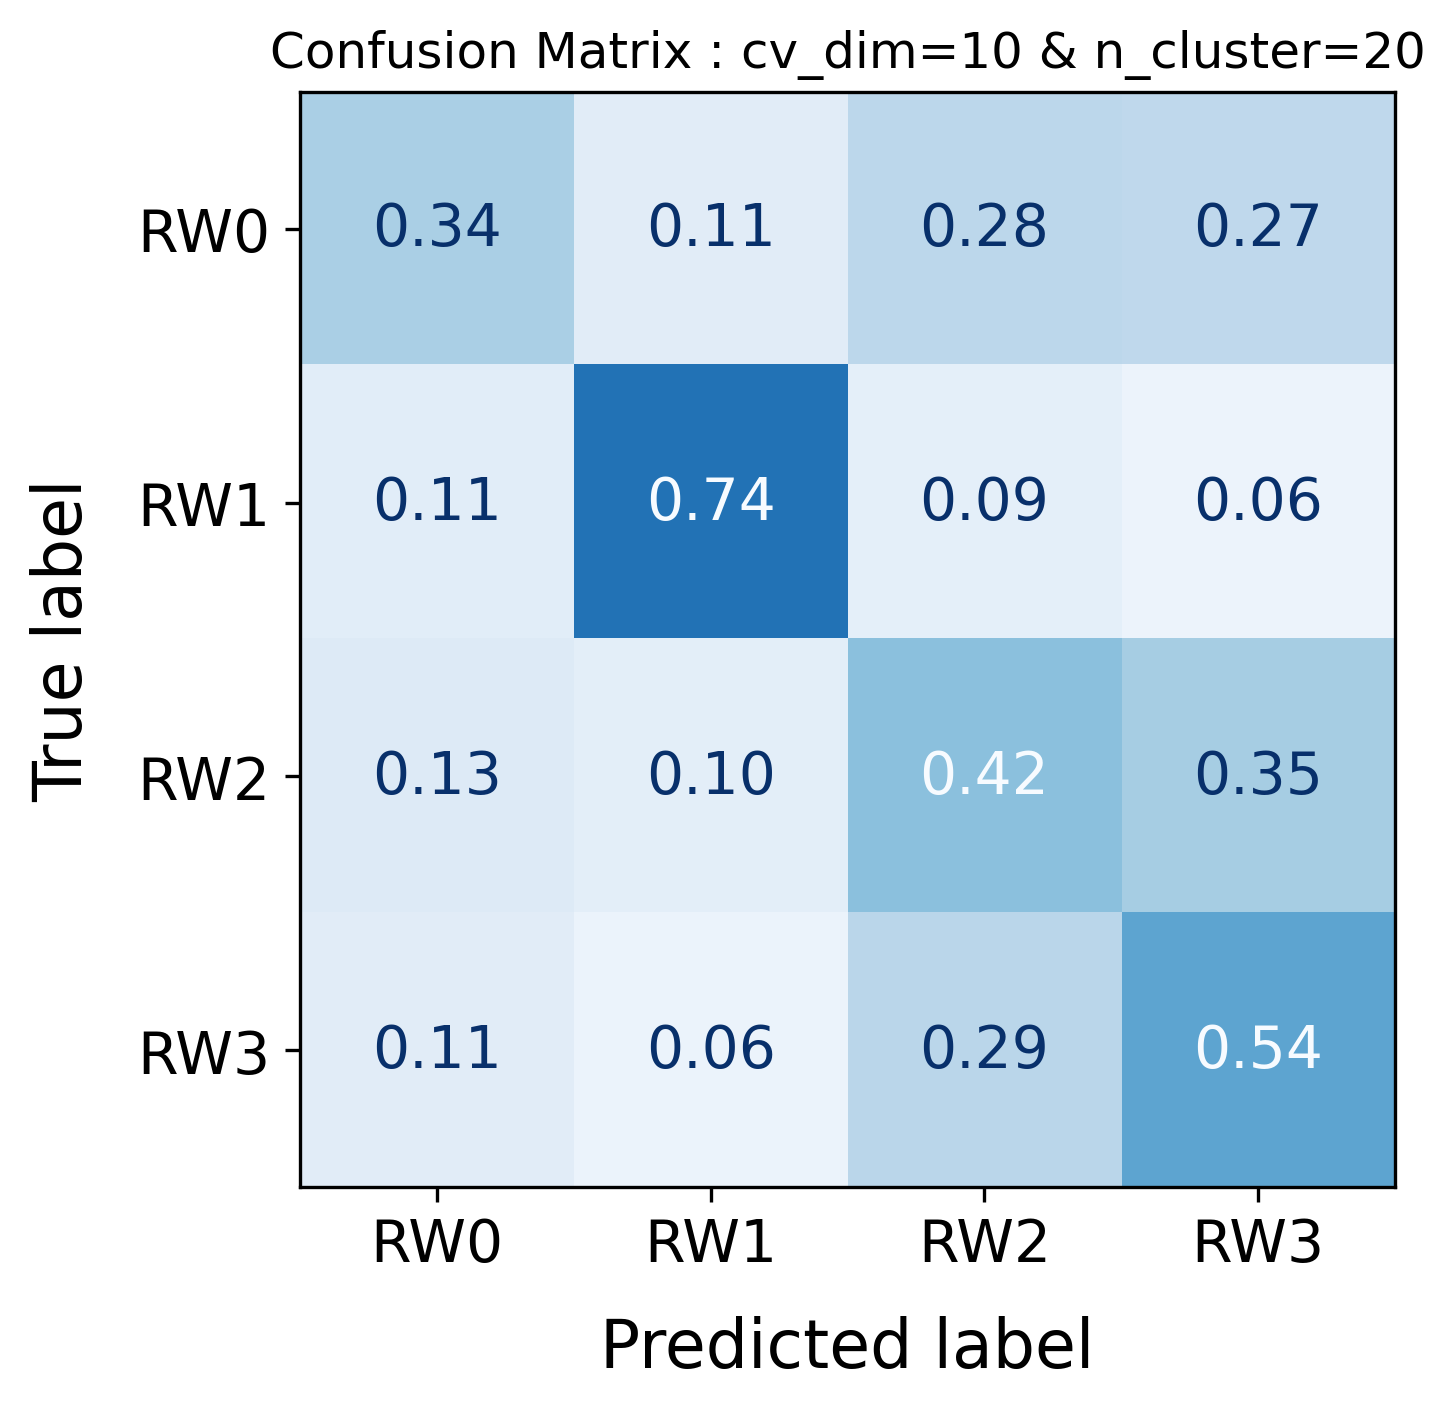 Confusion Matrix : cv_dim=10 & n_cluster=20
True label
RW0 0.34 0.11 0.28 0.27
RW1 0.11 0.74 0.09 0.06
RW2 0.13 0.10 0.42 0.35
RW3 0.11 0.06 0.29 0.54
RW0 RW1 RW2 RW3
Predicted label